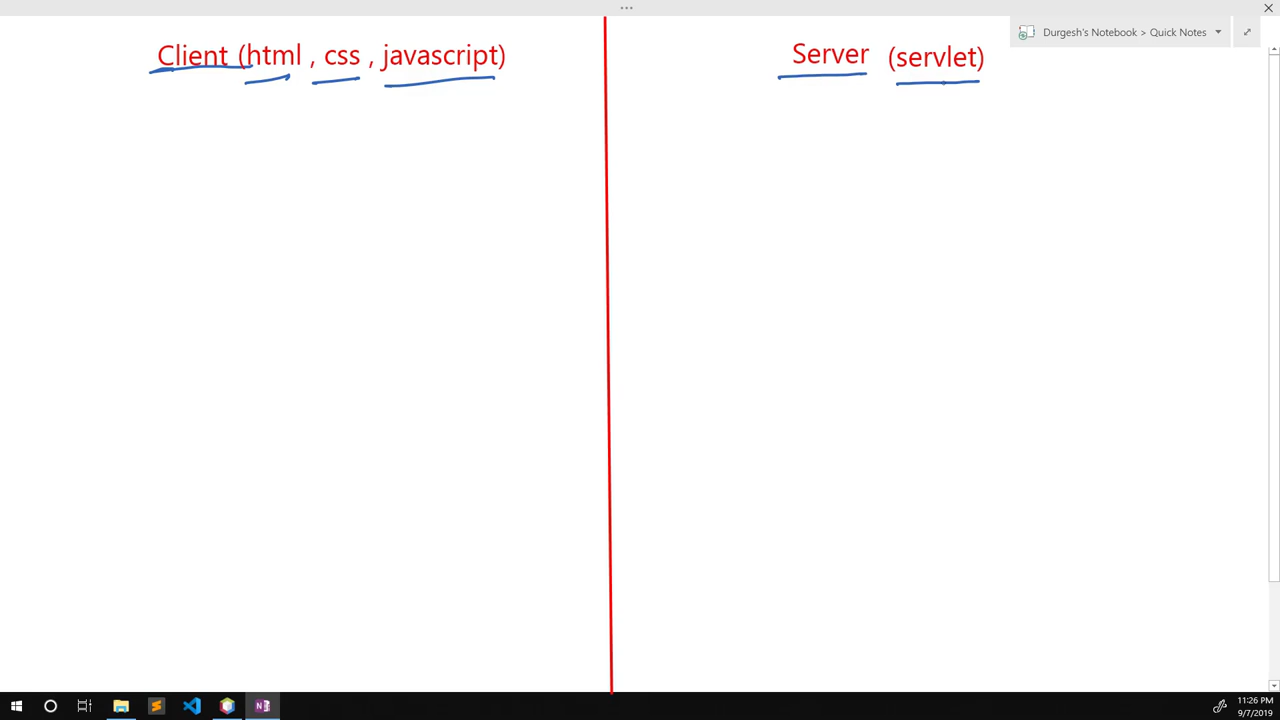 Durgesh's Notebook > Quick Notes
Client (html , css , javascript)
Server (servlet)
11:26 PM
9/7/2019